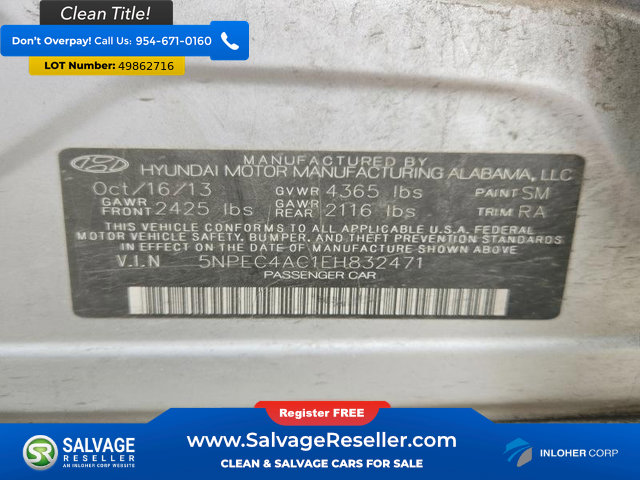 Clean Title!
Don't Overpay! Call Us: 954-671-0160
LOT Number: 49862716
MANUFACTURED BY
HYUNDAI MOTOR MANUFACTURING ALABAMA, LLC
Oct/16/13 GVWR 4365 lbs PAINT SM
GAWR FRONT 2425 lbs GAWR REAR 2116 lbs TRIM RA
THIS VEHICLE CONFORMS TO ALL APPLICABLE U.S.A. FEDERAL
MOTOR VEHICLE SAFETY, BUMPER, AND THEFT PREVENTION STANDARDS
IN EFFECT ON THE DATE OF MANUFACTURE SHOWN ABOVE.
V.I.N 5NPEC4AC1EH832471
PASSENGER CAR
Register FREE
SALVAGE RESELLER
AN INLOHER CORP WEBSITE
www.SalvageReseller.com
CLEAN & SALVAGE CARS FOR SALE
INLOHER CORP